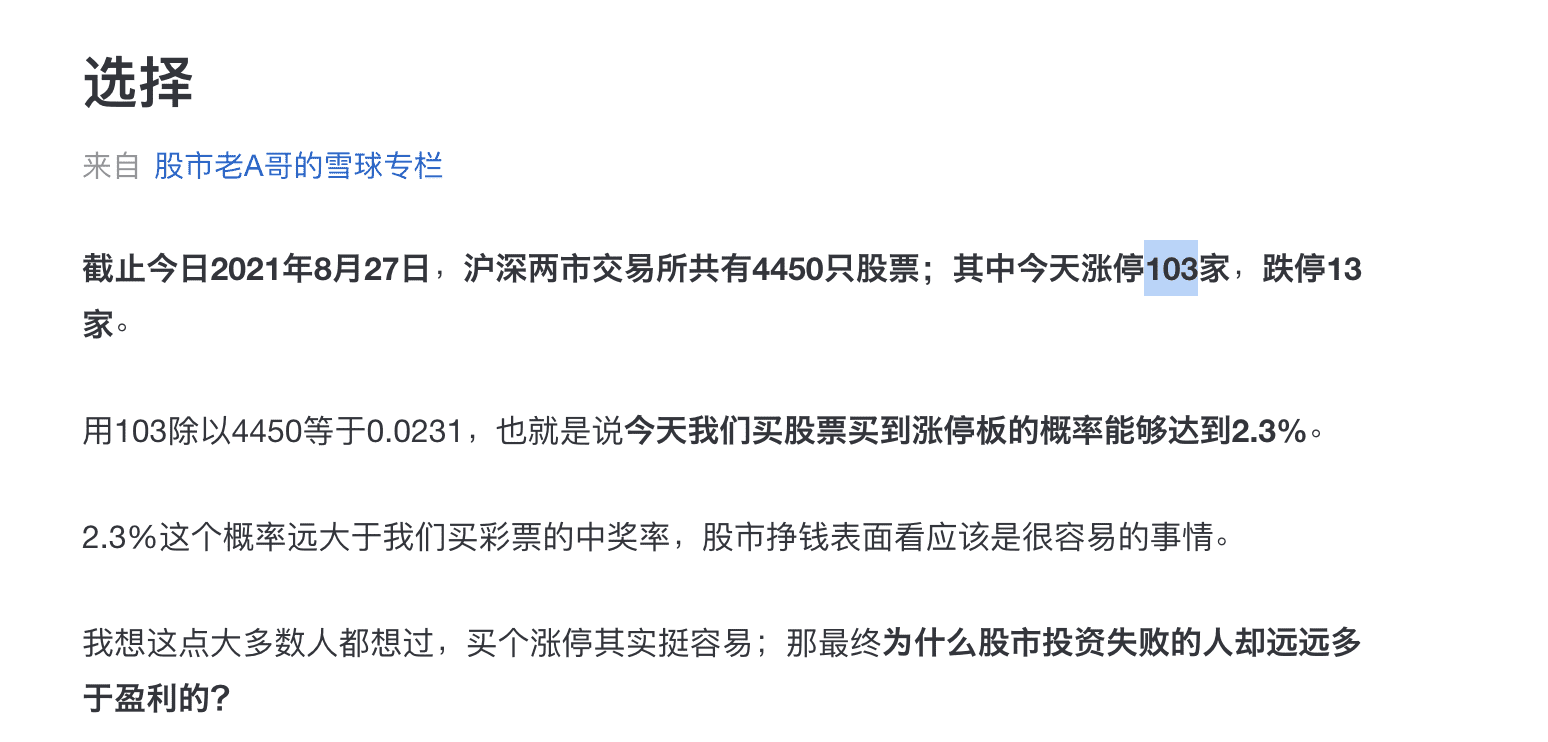 选择
来自 股市老A哥的雪球专栏
截止今日2021年8月27日，沪深两市交易所共有4450只股票；其中今天涨停103家，跌停13
家。
用103除以4450等于0.0231，也就是说今天我们买股票买到涨停板的概率能够达到2.3%。
2.3%这个概率远大于我们买彩票的中奖率，股市挣钱表面看应该是很容易的事情。
我想这点大多数人都想过，买个涨停其实挺容易；那最终为什么股市投资失败的人却远远多
于盈利的？